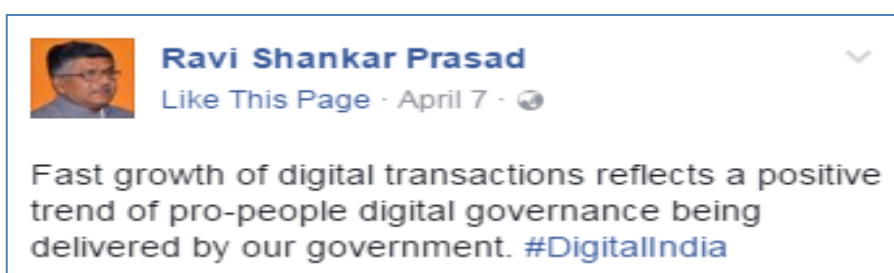 Ravi Shankar Prasad
Like This Page · April 7 ·
Fast growth of digital transactions reflects a positive
trend of pro-people digital governance being
delivered by our government. #DigitalIndia